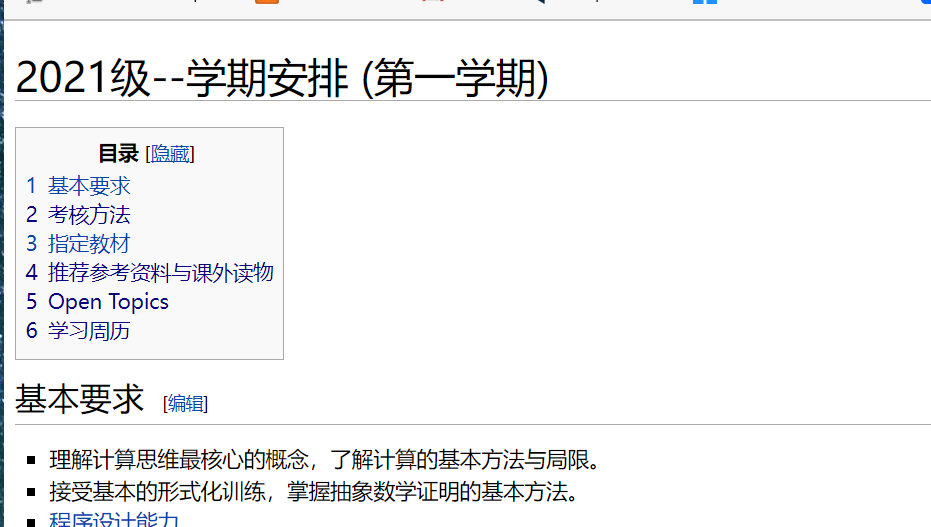 2021级--学期安排 (第一学期)
目录 [隐藏]
1 基本要求
2 考核方法
3 指定教材
4 推荐参考资料与课外读物
5 Open Topics
6 学习周历
基本要求 [编辑]
理解计算思维最核心的概念，了解计算的基本方法与局限。
接受基本的形式化训练，掌握抽象数学证明的基本方法。
程序设计能力